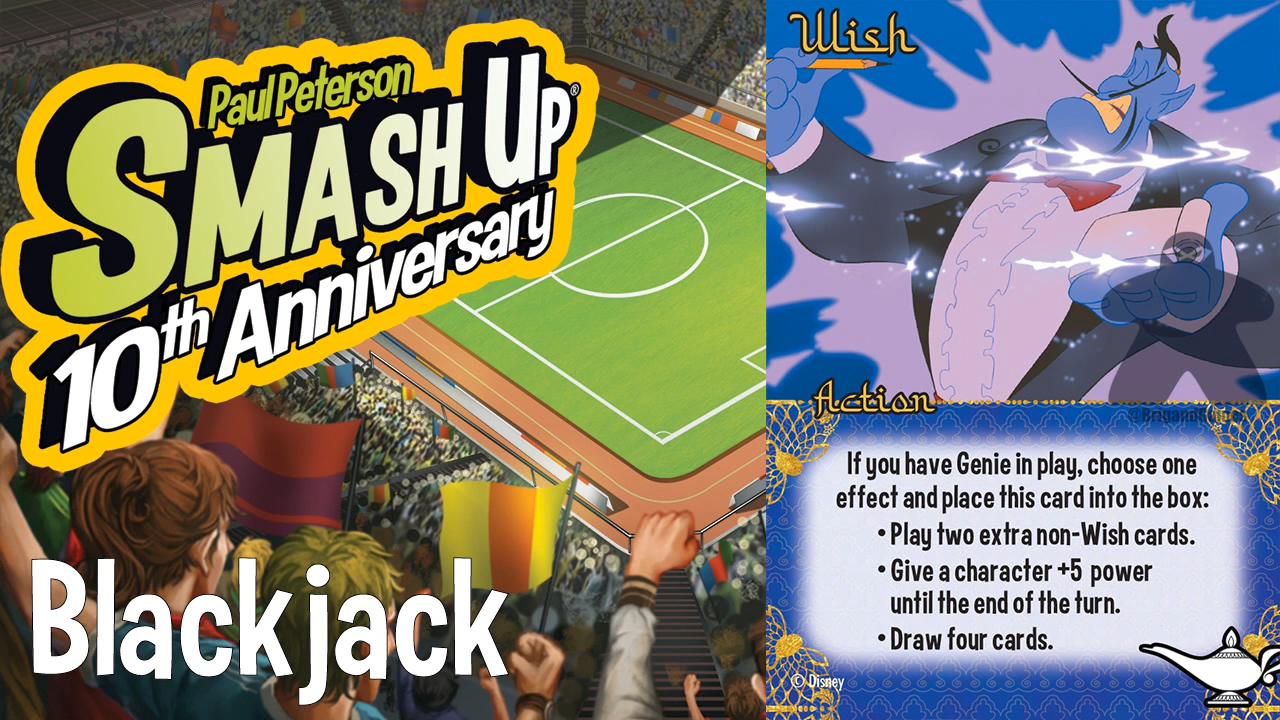 Paul Peterson
SMASH UP®
10th Anniversary
Blackjack
Wish
Action
If you have Genie in play, choose one
effect and place this card into the box:
• Play two extra non-Wish cards.
• Give a character +5 power
until the end of the turn.
• Draw four cards.
© Disney